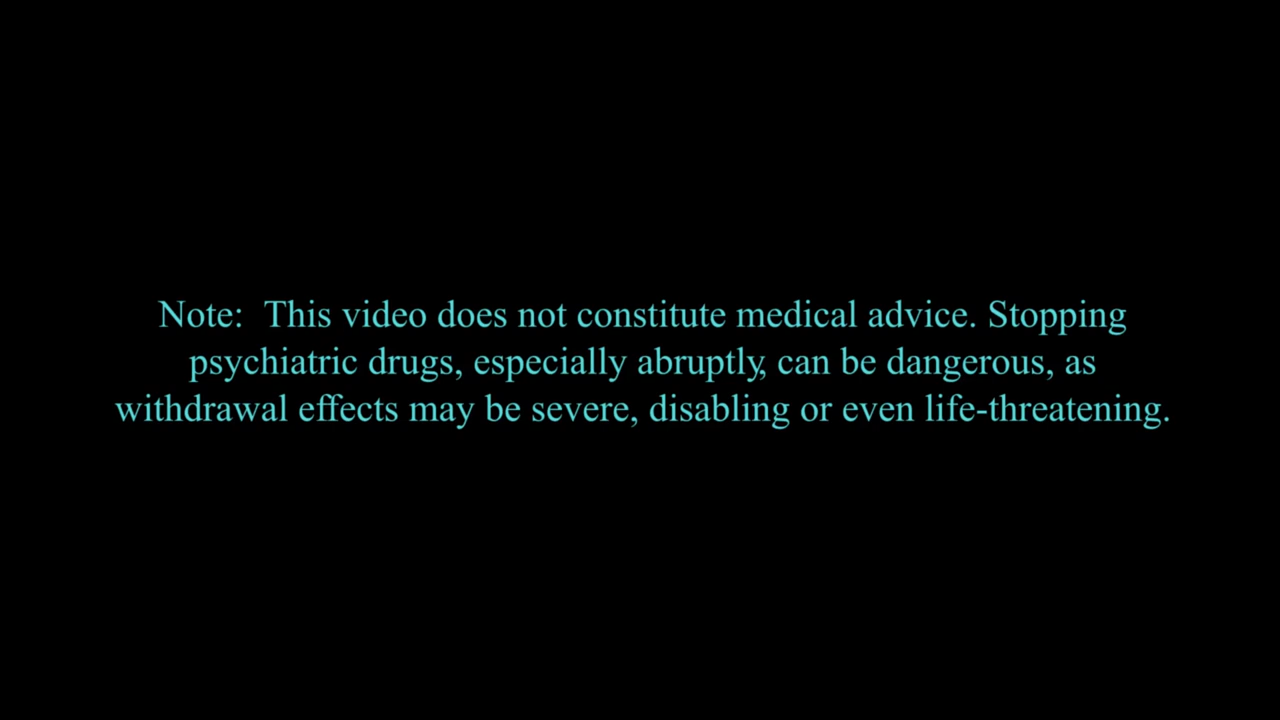 Note:  This video does not constitute medical advice. Stopping
psychiatric drugs, especially abruptly, can be dangerous, as
withdrawal effects may be severe, disabling or even life-threatening.